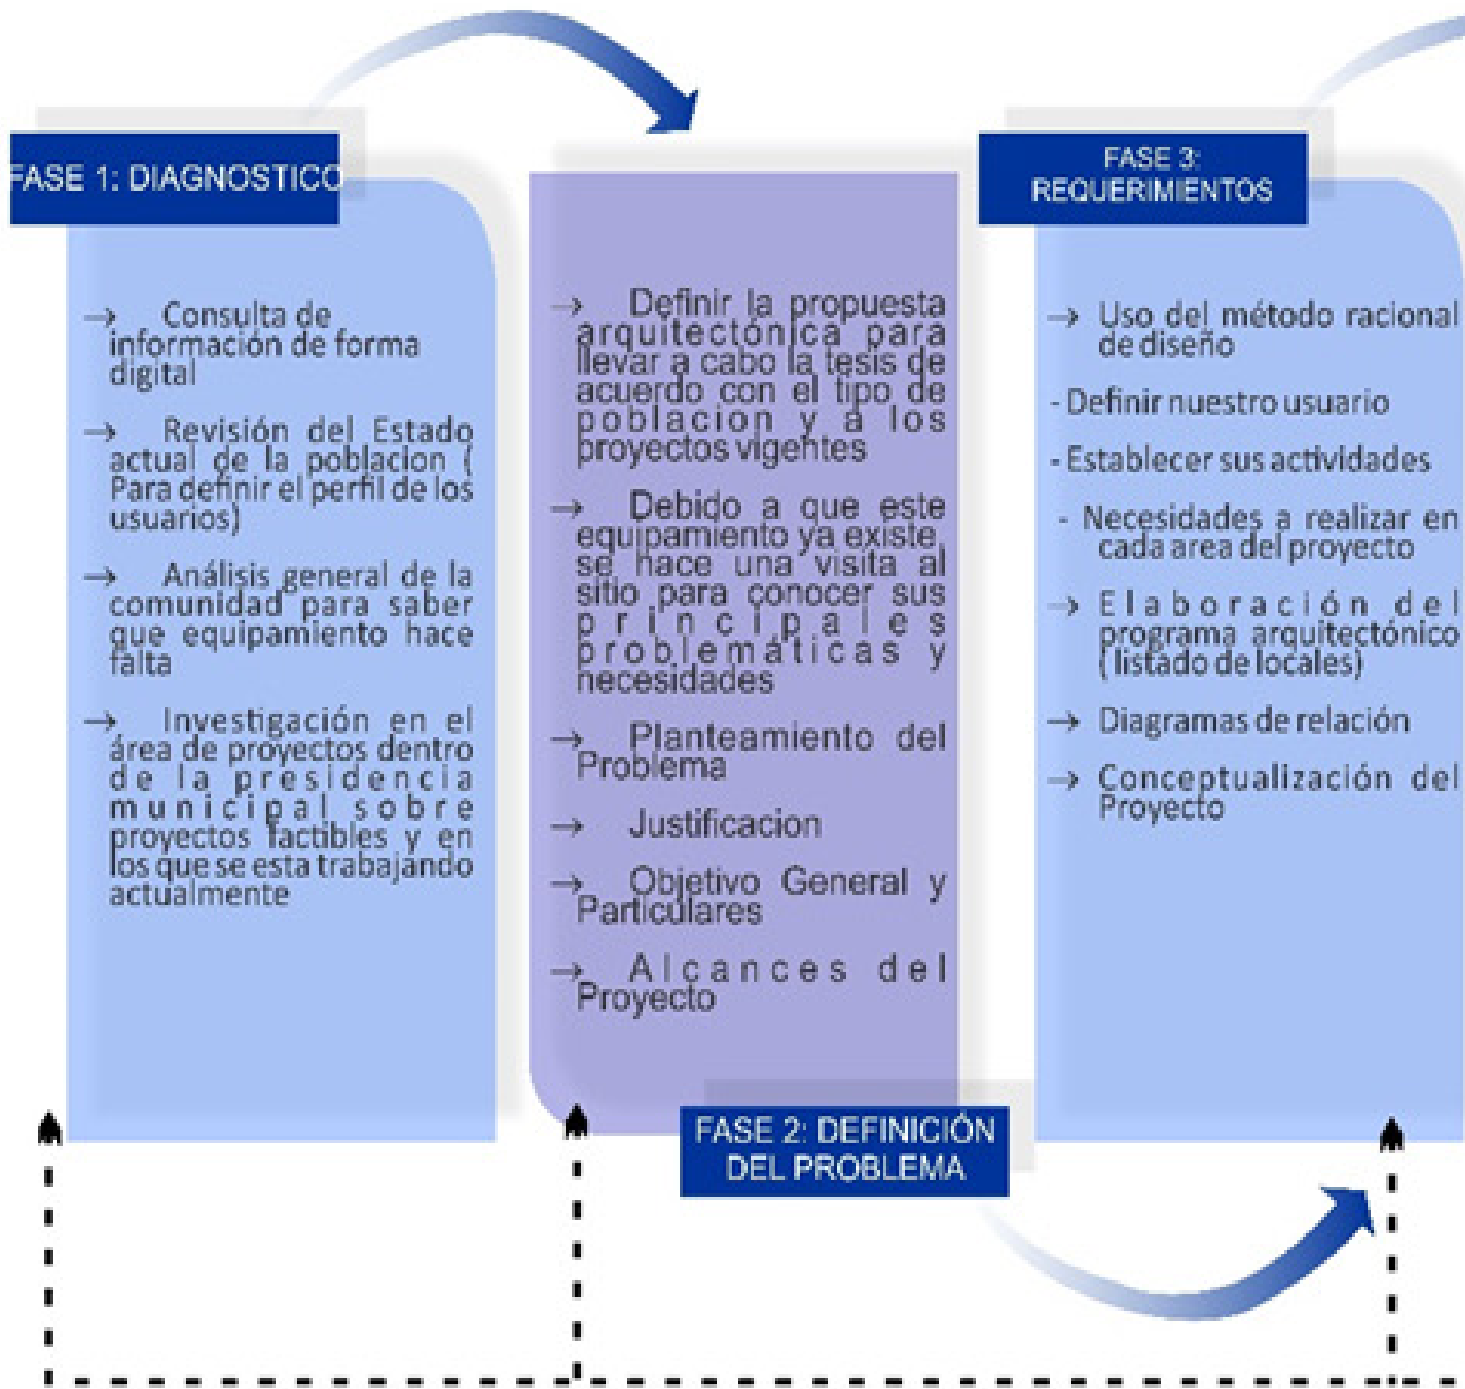 FASE 1: DIAGNOSTICO
→ Consulta de
información de forma
digital
→ Revisión del Estado
actual de la poblacion (
Para definir el perfil de los
usuarios)
→ Análisis general de la
comunidad para saber
que equipamiento hace
falta
→ Investigación en el
área de proyectos dentro
de la presidencia
municipal sobre
proyectos factibles y en
los que se esta trabajando
actualmente
→ Definir la propuesta
arquitectónica para
llevar a cabo la tesis de
acuerdo con el tipo de
poblacion y a los
proyectos vigentes
→ Debido a que este
equipamiento ya existe,
se hace una visita al
sitio para conocer sus
principales
problemáticas y
necesidades
→ Planteamiento del
Problema
→ Justificacion
→ Objetivo General y
Particulares
→ Alcances del
Proyecto
FASE 2: DEFINICIÓN
DEL PROBLEMA
FASE 3:
REQUERIMIENTOS
→ Uso del método racional
de diseño
- Definir nuestro usuario
- Establecer sus actividades
- Necesidades a realizar en
cada area del proyecto
→ Elaboración del
programa arquitectónico
( listado de locales)
→ Diagramas de relación
→ Conceptualización del
Proyecto